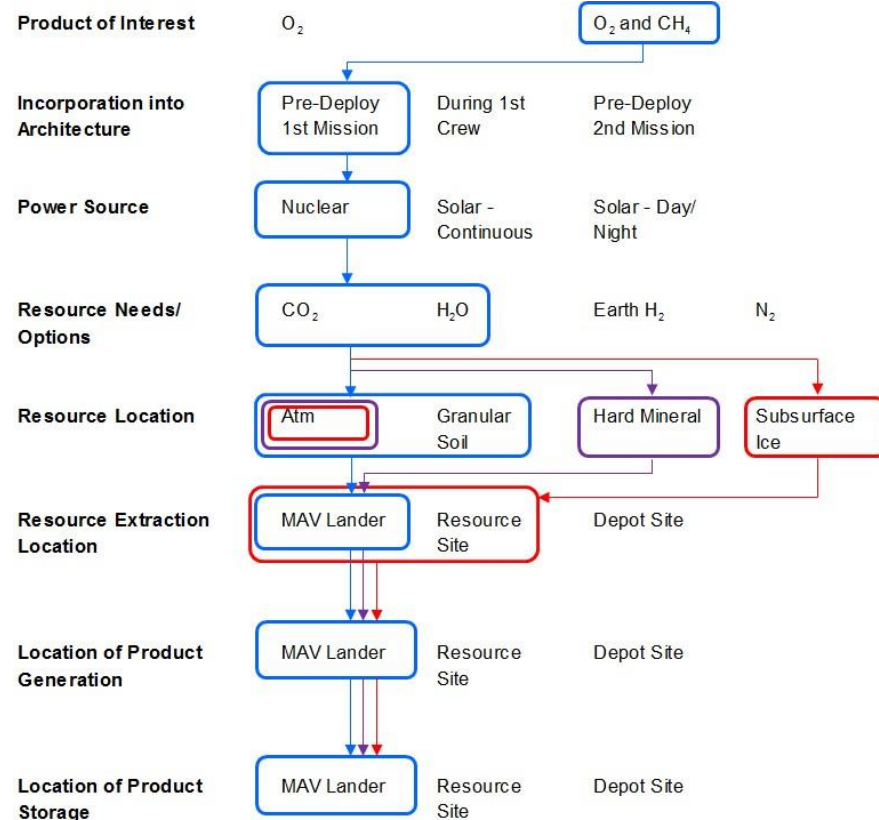 Product of Interest O₂ O₂ and CH₄
Incorporation into Pre-Deploy During 1st Pre-Deploy
Architecture 1st Mission Crew 2nd Mission
Power Source Nuclear Solar - Solar - Day/
Continuous Night
Resource Needs/ CO₂ H₂O Earth H₂ N₂
Options
Resource Location Atm Granular Hard Mineral Subsurface
Soil Ice
Resource Extraction MAV Lander Resource Depot Site
Location Site
Location of Product MAV Lander Resource Depot Site
Generation Site
Location of Product MAV Lander Resource Depot Site
Storage Site